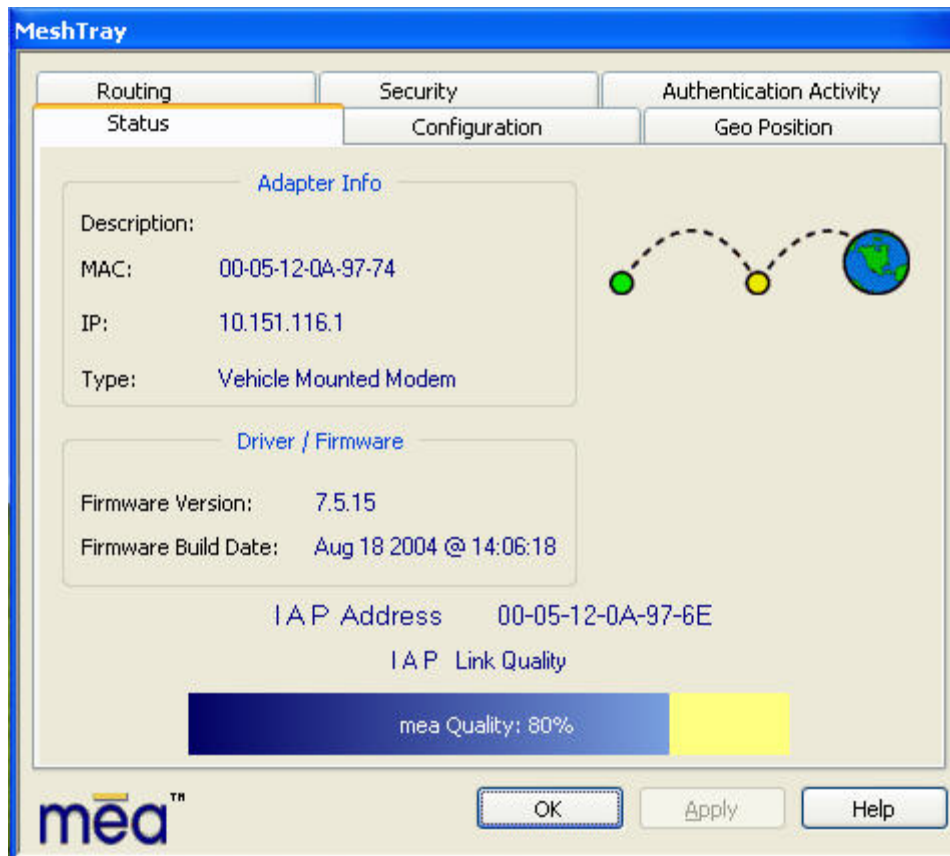 MeshTray
Routing Security Authentication Activity
Status Configuration Geo Position
Adapter Info
Description:
MAC: 00-05-12-0A-97-74
IP: 10.151.116.1
Type: Vehicle Mounted Modem
Driver / Firmware
Firmware Version: 7.5.15
Firmware Build Date: Aug 18 2004 @ 14:06:18
IAP Address 00-05-12-0A-97-6E
IAP Link Quality
mea Quality: 80%
mēa™ OK Apply Help